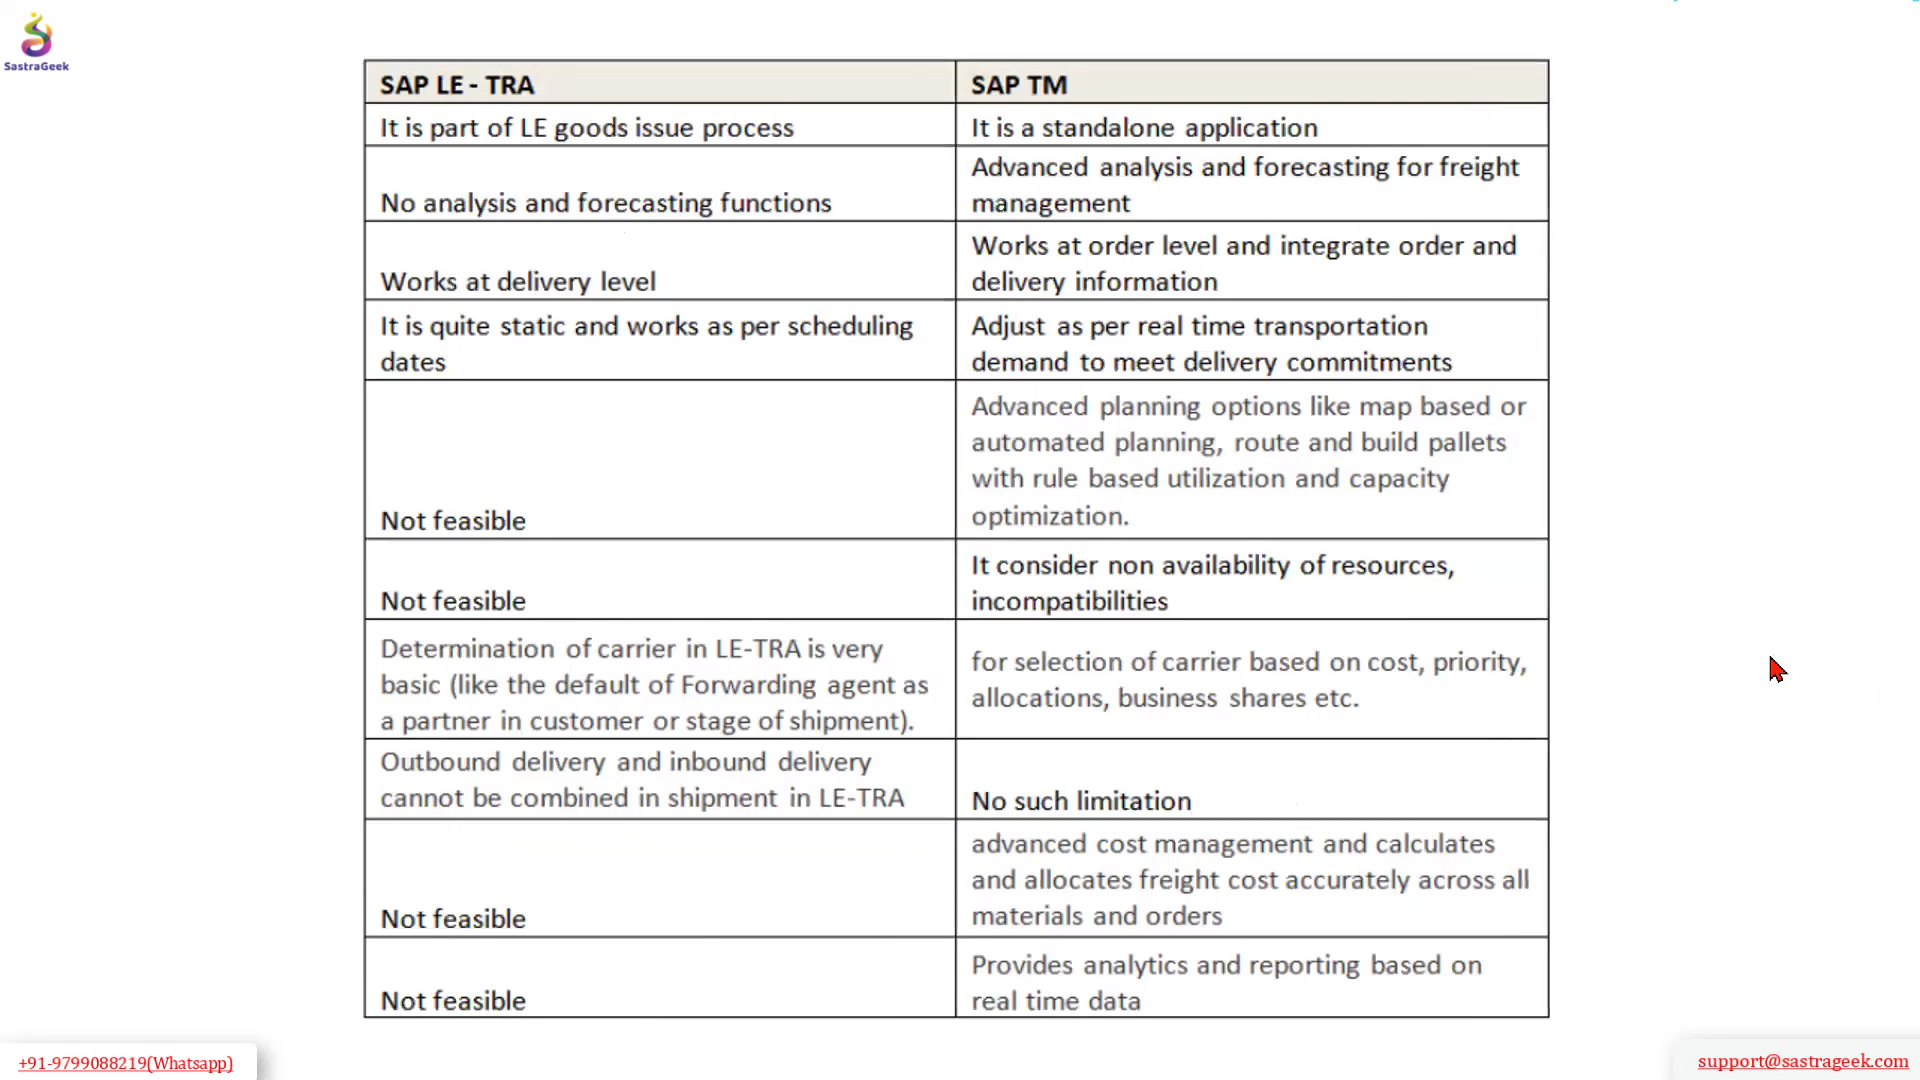 SastraGeek
SAP LE - TRA
SAP TM
It is part of LE goods issue process
It is a standalone application
No analysis and forecasting functions
Advanced analysis and forecasting for freight
management
Works at delivery level
Works at order level and integrate order and
delivery information
It is quite static and works as per scheduling
dates
Adjust as per real time transportation
demand to meet delivery commitments
Not feasible
Advanced planning options like map based or
automated planning, route and build pallets
with rule based utilization and capacity
optimization.
Not feasible
It consider non availability of resources,
incompatibilities
Determination of carrier in LE-TRA is very
basic (like the default of Forwarding agent as
a partner in customer or stage of shipment).
for selection of carrier based on cost, priority,
allocations, business shares etc.
Outbound delivery and inbound delivery
cannot be combined in shipment in LE-TRA
No such limitation
Not feasible
advanced cost management and calculates
and allocates freight cost accurately across all
materials and orders
Not feasible
Provides analytics and reporting based on
real time data
+91-9799088219(Whatsapp)
support@sastrageek.com